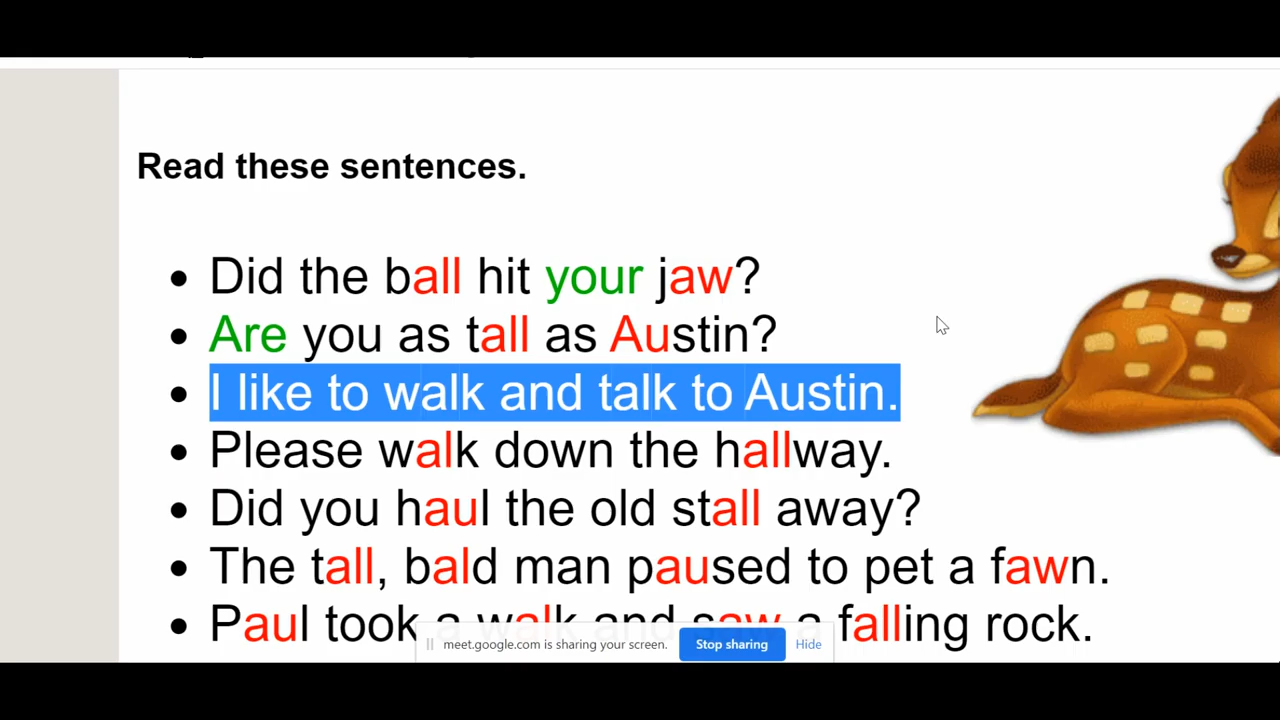 Read these sentences.
Did the ball hit your jaw?
Are you as tall as Austin?
I like to walk and talk to Austin.
Please walk down the hallway.
Did you haul the old stall away?
The tall, bald man paused to pet a fawn.
Paul took a walk and saw a falling rock.
meet.google.com is sharing your screen. Stop sharing Hide